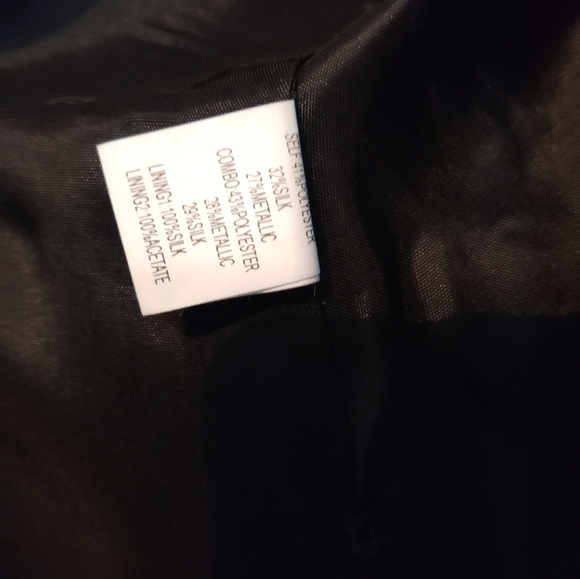 SELF:41%POLYESTER
32%SILK
27%METALLIC
COMBO:43%POLYESTER
28%METALLIC
29%SILK
LINING1:100%SILK
LINING2:100%ACETATE